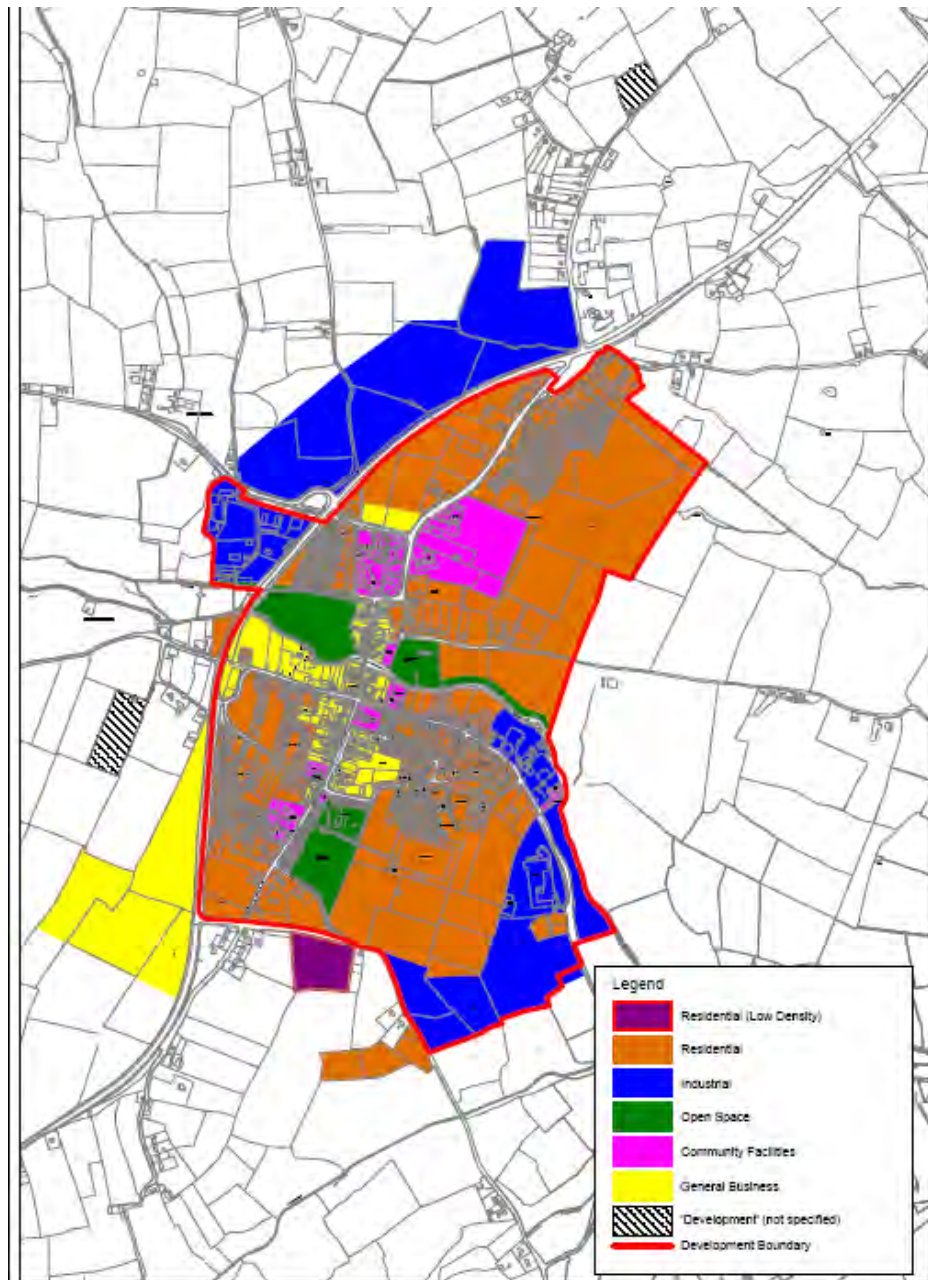 Legend
Residential (Low Density)
Residential
Industrial
Open Space
Community Facilities
General Business
'Development' (not specified)
Development Boundary